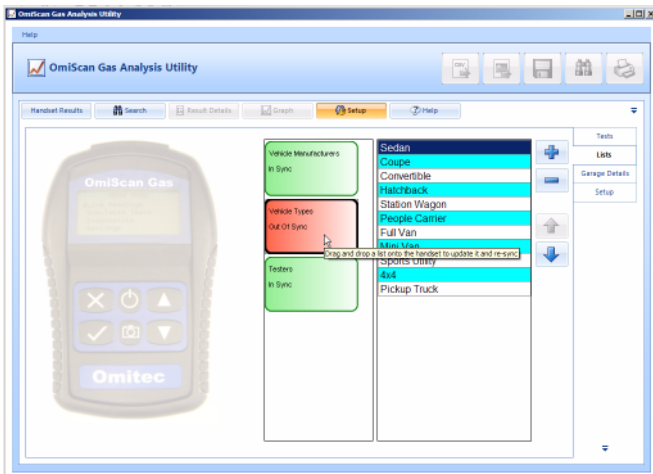 OmiScan Gas Analysis Utility
Help
OmiScan Gas Analysis Utility
CSV
Handset Results Search Result Details Graph Setup Help
Tests
Lists
Garage Details
Setup
OmiScan Gas
Omitec
Vehicle Manufacturers
In Sync
Vehicle Types
Out Of Sync
Testers
In Sync
Sedan
Coupe
Convertible
Hatchback
Station Wagon
People Carrier
Full Van
Mini Van
Drag and drop a list onto the handset to update it and re-sync
Sports Utility
4x4
Pickup Truck